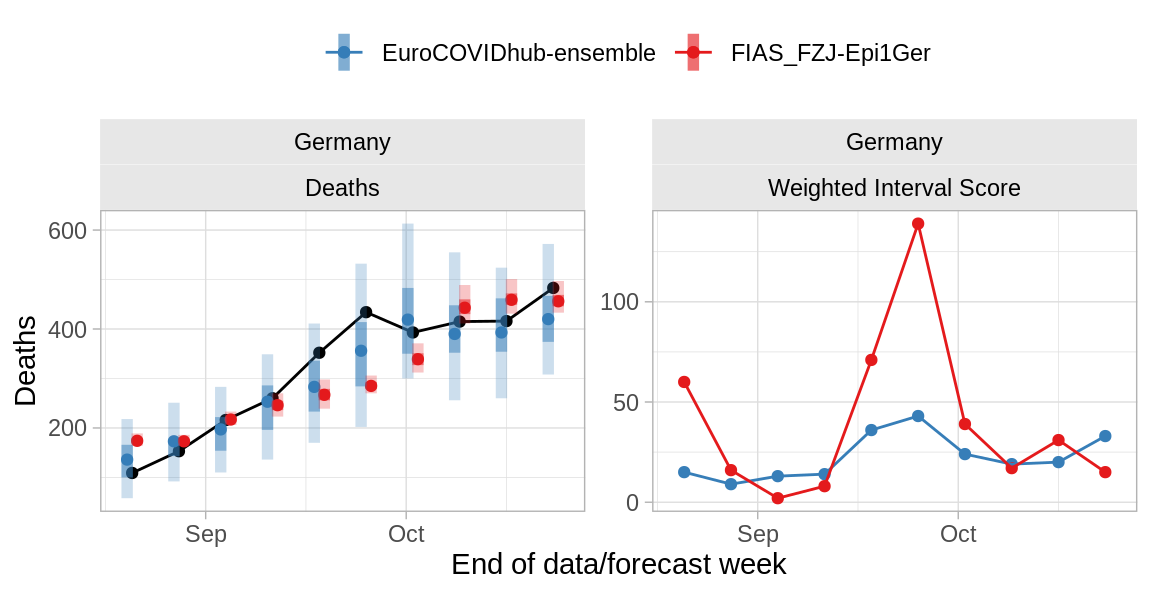 EuroCOVIDhub-ensemble FIAS_FZJ-Epi1Ger
Germany
Deaths
Germany
Weighted Interval Score
Deaths
600
400
200
Sep Oct
100
50
0
Sep Oct
End of data/forecast week